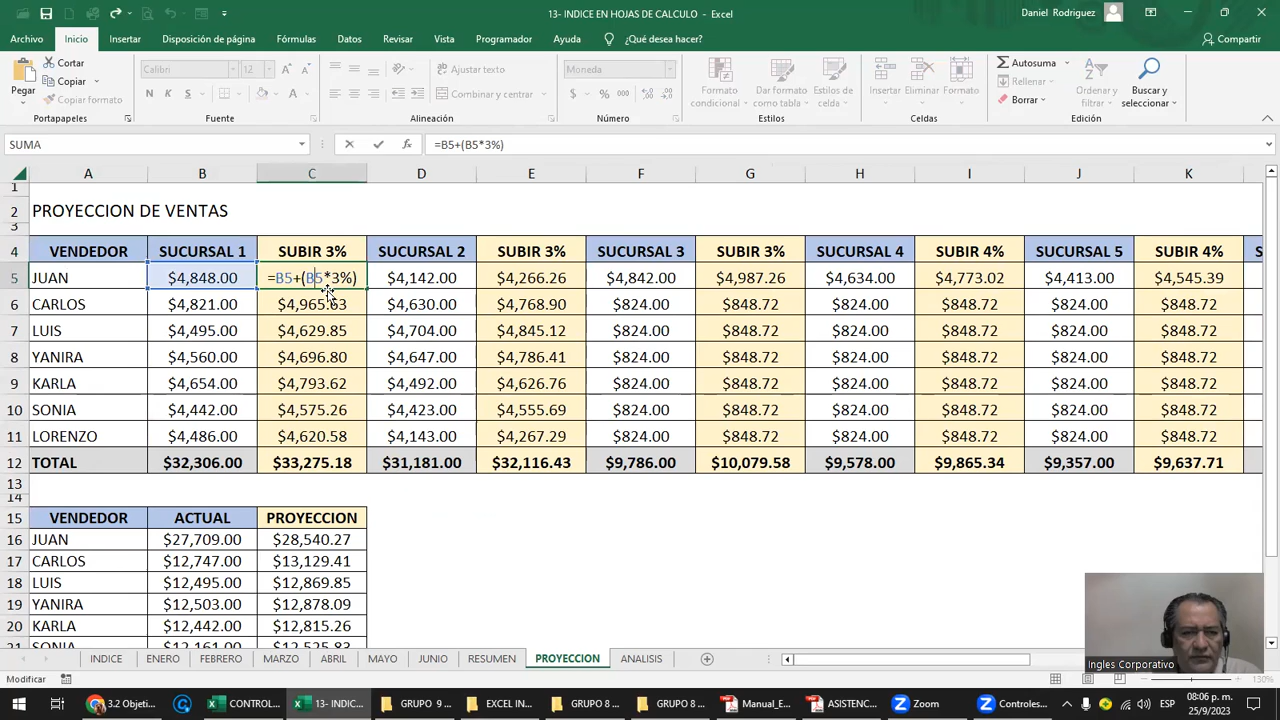 13- INDICE EN HOJAS DE CALCULO - Excel
Daniel Rodriguez
Archivo Inicio Insertar Disposición de página Fórmulas Datos Revisar Vista Programador Ayuda ¿Qué desea hacer? Compartir
Pegar
Cortar
Copiar
Copiar formato
Portapapeles
Calibri 12
N K S
Fuente
Ajustar texto
Combinar y centrar
Alineación
Moneda
$ % 000
Número
Formato condicional
Dar formato como tabla
Estilos de celda
Estilos
Insertar Eliminar Formato
Celdas
Autosuma
Rellenar
Borrar
Ordenar y filtrar
Buscar y seleccionar
Edición
SUMA fx =B5+(B5*3%)
A B C D E F G H I J K
1
2 PROYECCION DE VENTAS
3
4 VENDEDOR SUCURSAL 1 SUBIR 3% SUCURSAL 2 SUBIR 3% SUCURSAL 3 SUBIR 3% SUCURSAL 4 SUBIR 4% SUCURSAL 5 SUBIR 4% S
5 JUAN $4,848.00 =B5+(B5*3%) $4,142.00 $4,266.26 $4,842.00 $4,987.26 $4,634.00 $4,773.02 $4,413.00 $4,545.39
6 CARLOS $4,821.00 $4,965.63 $4,630.00 $4,768.90 $824.00 $848.72 $824.00 $848.72 $824.00 $848.72
7 LUIS $4,495.00 $4,629.85 $4,704.00 $4,845.12 $824.00 $848.72 $824.00 $848.72 $824.00 $848.72
8 YANIRA $4,560.00 $4,696.80 $4,647.00 $4,786.41 $824.00 $848.72 $824.00 $848.72 $824.00 $848.72
9 KARLA $4,654.00 $4,793.62 $4,492.00 $4,626.76 $824.00 $848.72 $824.00 $848.72 $824.00 $848.72
10 SONIA $4,442.00 $4,575.26 $4,423.00 $4,555.69 $824.00 $848.72 $824.00 $848.72 $824.00 $848.72
11 LORENZO $4,486.00 $4,620.58 $4,143.00 $4,267.29 $824.00 $848.72 $824.00 $848.72 $824.00 $848.72
12 TOTAL $32,306.00 $33,275.18 $31,181.00 $32,116.43 $9,786.00 $10,079.58 $9,578.00 $9,865.34 $9,357.00 $9,637.71
13
14
15 VENDEDOR ACTUAL PROYECCION
16 JUAN $27,709.00 $28,540.27
17 CARLOS $12,747.00 $13,129.41
18 LUIS $12,495.00 $12,869.85
19 YANIRA $12,503.00 $12,878.09
20 KARLA $12,442.00 $12,815.26
21 SONIA $12,161.00 $12,525.83
Ingles Corporativo
INDICE ENERO FEBRERO MARZO ABRIL MAYO JUNIO RESUMEN PROYECCION ANALISIS
Modificar 130%
3.2 Objeti... CONTROL... 13- INDIC... GRUPO 9 ... EXCEL IN... GRUPO 8 ... GRUPO 8 ... Manual_E... ASISTENC... Zoom Controles... ESP
08:06 p. m.
25/9/2023